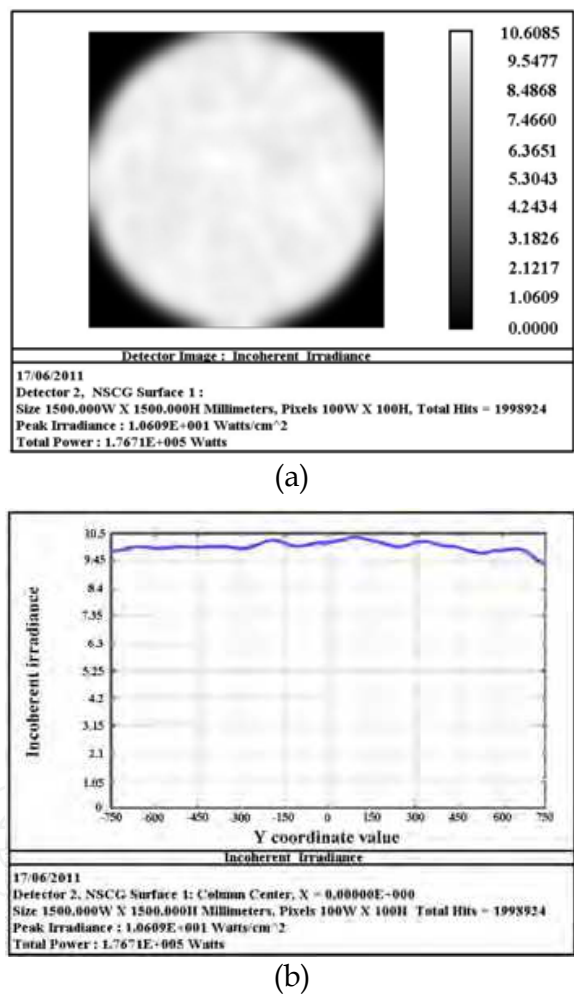 10.6085
9.5477
8.4868
7.4660
6.3651
5.3043
4.2434
3.1826
2.1217
1.0609
0.0000
Detector Image : Incoherent Irradiance
17/06/2011
Detector 2, NSCG Surface 1 :
Size 1500.000W X 1500.000H Millimeters, Pixels 100W X 100H, Total Hits = 1998924
Peak Irradiance : 1.0609E+001 Watts/cm^2
Total Power : 1.7671E+005 Watts
(a)
Incoherent irradiance
10.5
9.45
8.4
7.35
6.3
5.25
4.2
3.15
2.1
1.05
0
-750 -600 -450 -300 -150 0 150 300 450 600 750
Y coordinate value
Incoherent Irradiance
17/06/2011
Detector 2, NSCG Surface 1: Column Center, X = 0.00000E+000
Size 1500.000W X 1500.000H Millimeters, Pixels 100W X 100H Total Hits = 1998924
Peak Irradiance : 1.0609E+001 Watts/cm^2
Total Power : 1.7671E+005 Watts
(b)